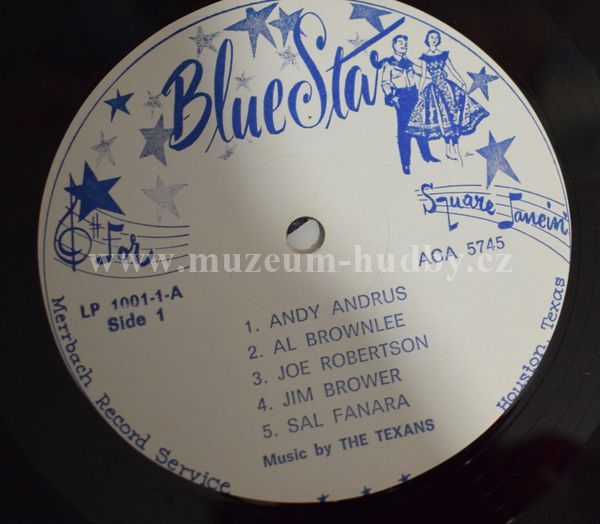 Blue Star
For
Square Dancin'
www.muzeum-hudby.cz
LP 1001-1-A
Side 1
ACA 5745
1. ANDY ANDRUS
2. AL BROWNLEE
3. JOE ROBERTSON
4. JIM BROWER
5. SAL FANARA
Music by THE TEXANS
Merrbach Record Service
Houston, Texas